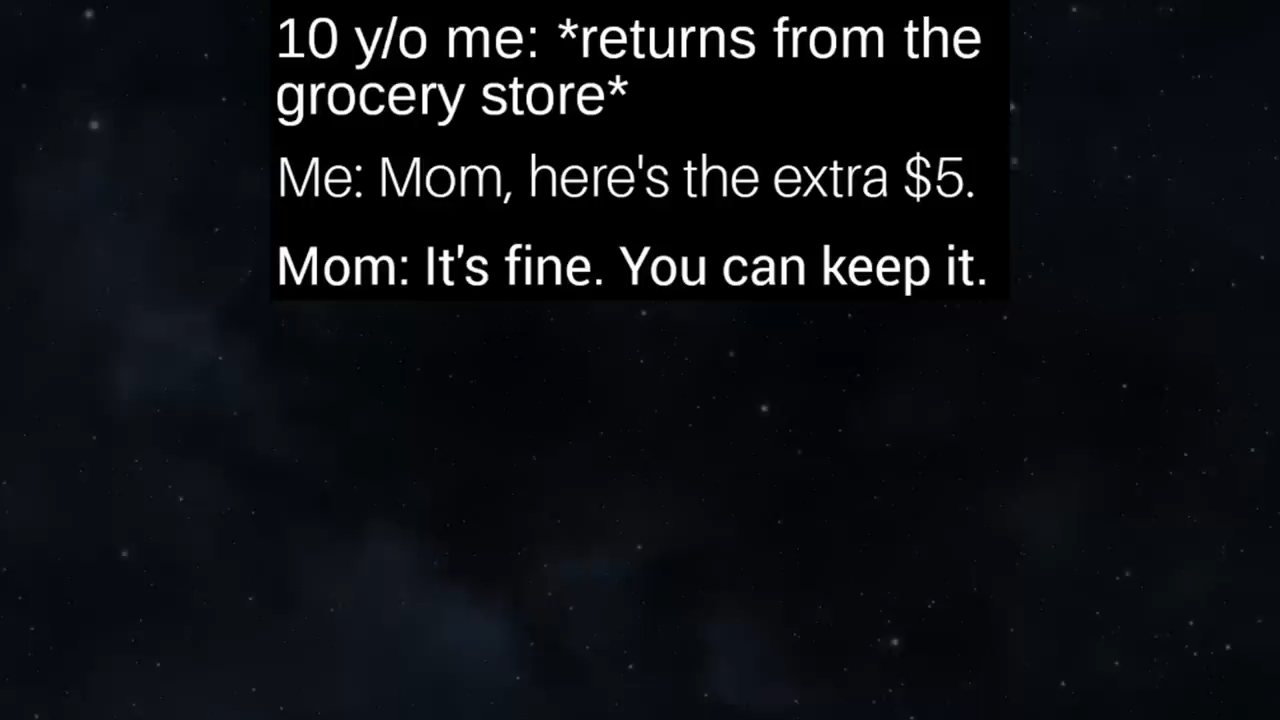 10 y/o me: *returns from the
grocery store*
Me: Mom, here's the extra $5.
Mom: It's fine. You can keep it.